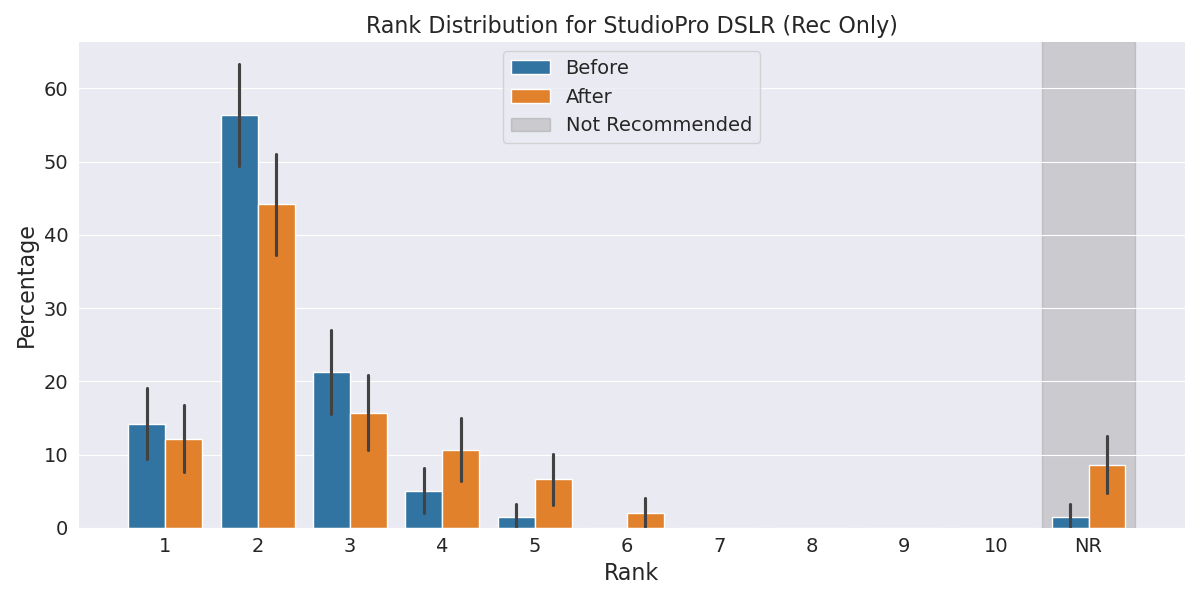 Rank Distribution for StudioPro DSLR (Rec Only)
Before
After
Not Recommended
Percentage
60
50
40
30
20
10
0
1 2 3 4 5 6 7 8 9 10 NR
Rank